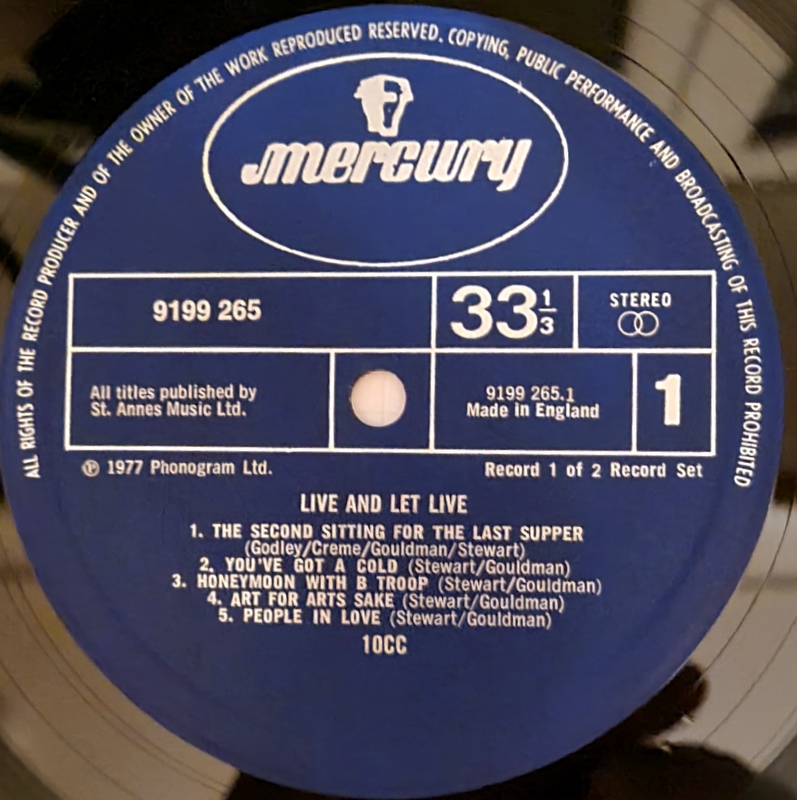 ALL RIGHTS OF THE RECORD PRODUCER AND OF THE OWNER OF THE WORK REPRODUCED RESERVED. COPYING, PUBLIC PERFORMANCE AND BROADCASTING OF THIS RECORD PROHIBITED
mercury
9199 265
33 1/3
STEREO
All titles published by
St. Annes Music Ltd.
9199 265.1
Made in England
1
℗ 1977 Phonogram Ltd.
Record 1 of 2 Record Set
LIVE AND LET LIVE
1. THE SECOND SITTING FOR THE LAST SUPPER
(Godley/Creme/Gouldman/Stewart)
2. YOU'VE GOT A COLD (Stewart/Gouldman)
3. HONEYMOON WITH B TROOP (Stewart/Gouldman)
4. ART FOR ARTS SAKE (Stewart/Gouldman)
5. PEOPLE IN LOVE (Stewart/Gouldman)
10CC